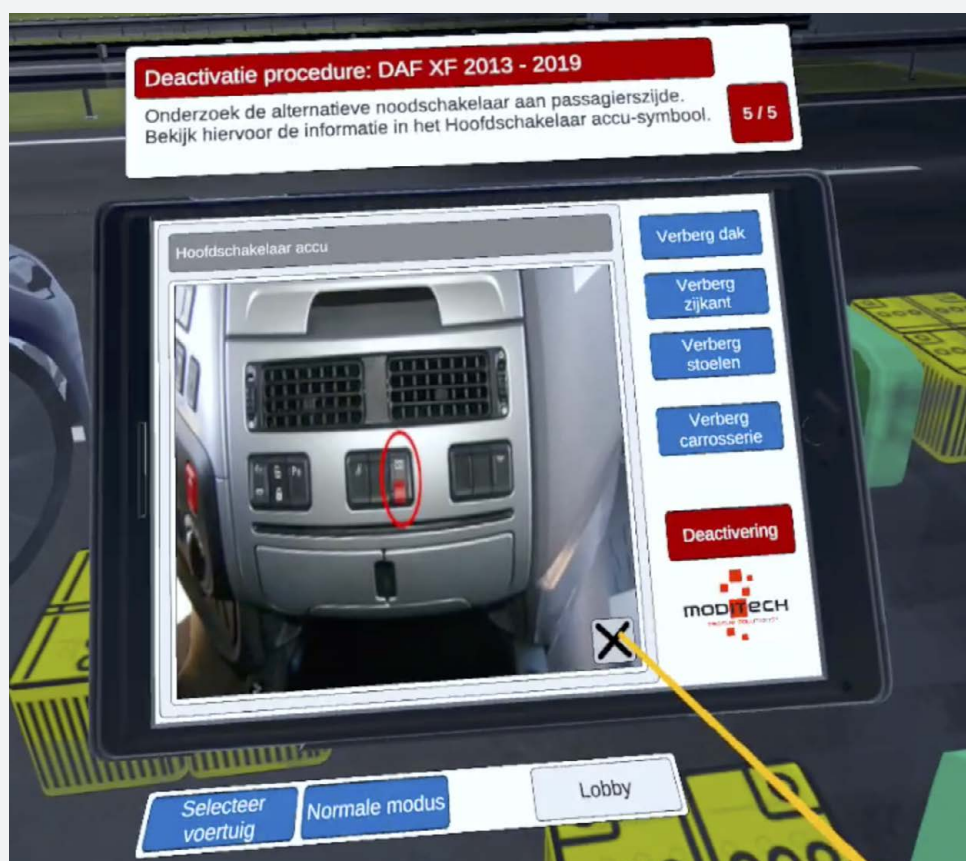 Deactivatie procedure: DAF XF 2013 - 2019
Onderzoek de alternatieve noodschakelaar aan passagierszijde.
Bekijk hiervoor de informatie in het Hoofdschakelaar accu-symbool.
5 / 5
Hoofdschakelaar accu
Verberg dak
Verberg
zijkant
Verberg
stoelen
Verberg
carrosserie
Deactivering
MODITECH
Selecteer
voertuig
Normale modus
Lobby